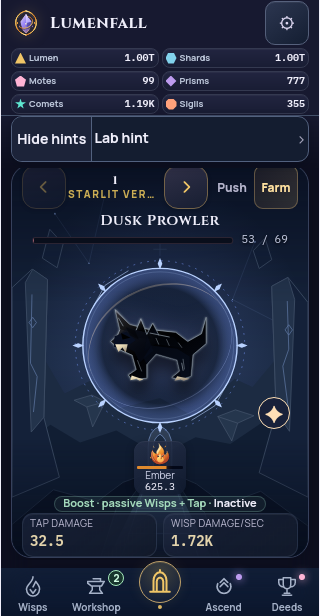 LUMENFALL
Lumen 1.00T
Shards 1.00T
Motes 99
Prisms 777
Comets 1.19K
Sigils 355
Hide hints Lab hint
1
STARLIT VER…
Push Farm
DUSK PROWLER
53 / 69
Ember
625.3
Boost · passive Wisps + Tap · Inactive
TAP DAMAGE
32.5
WISP DAMAGE/SEC
1.72K
2
Wisps Workshop Ascend Deeds